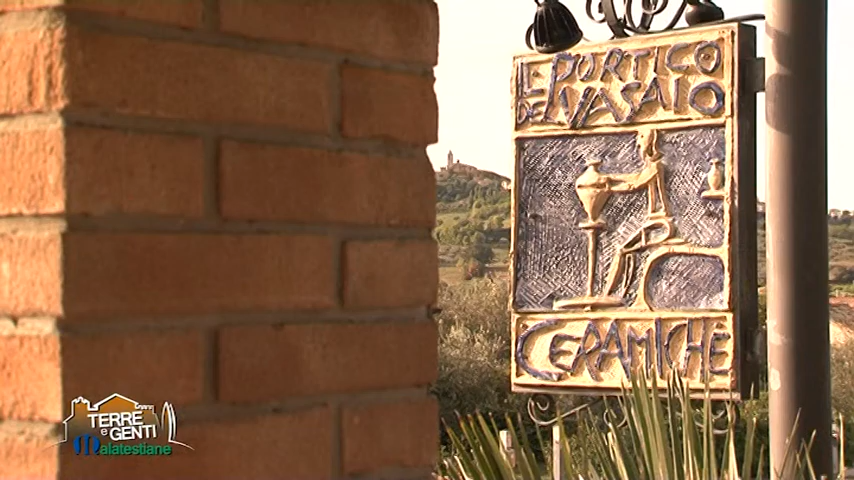 IL PORTICO
DEL VASAIO
CERAMICHE
TERRE
e GENTI
Malatestiane